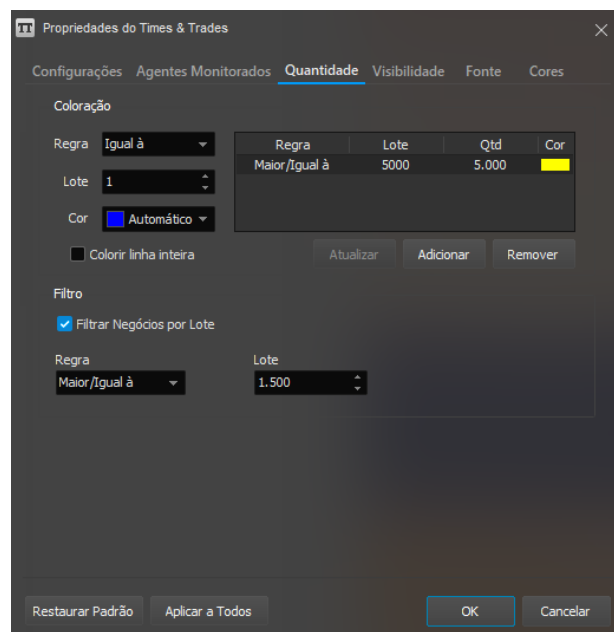 TT Propriedades do Times & Trades
Configurações Agentes Monitorados Quantidade Visibilidade Fonte Cores
Coloração
Regra Igual à
Regra Lote Qtd Cor
Maior/Igual à 5000 5.000
Lote 1
Cor Automático
Colorir linha inteira
Atualizar Adicionar Remover
Filtro
Filtrar Negócios por Lote
Regra Lote
Maior/Igual à 1.500
Restaurar Padrão Aplicar a Todos OK Cancelar